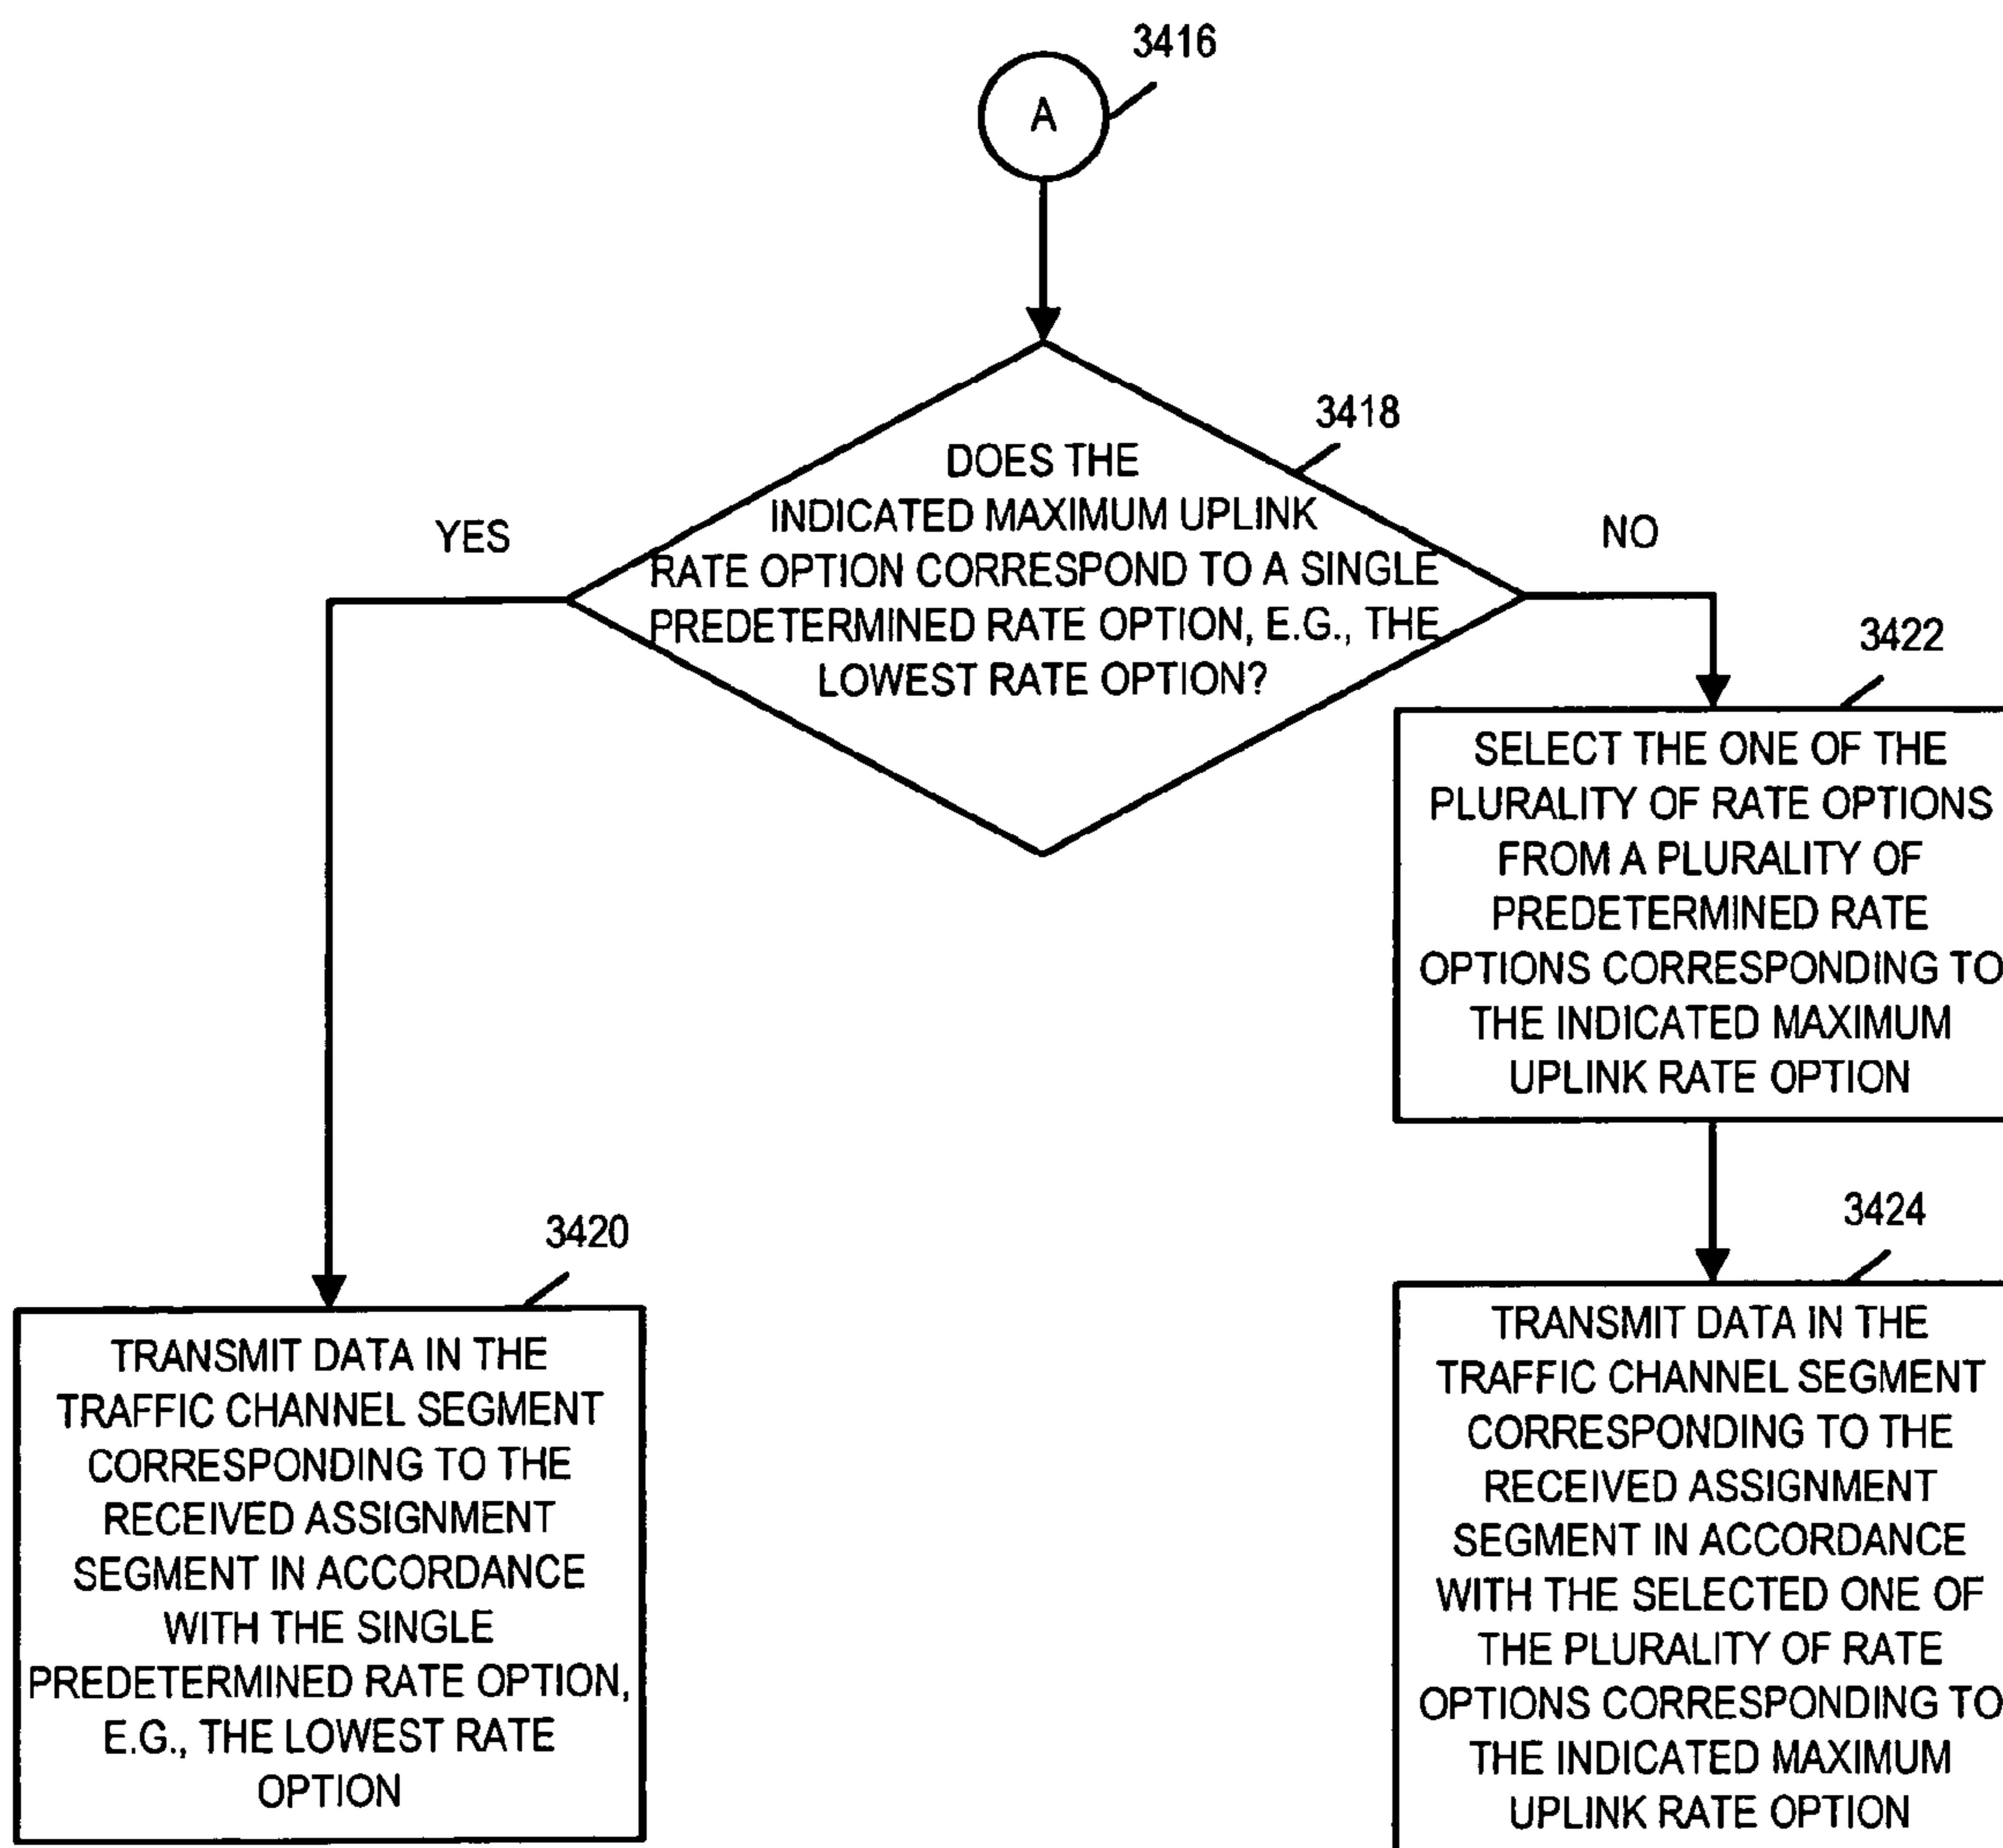 3416
A
3418
DOES THE
INDICATED MAXIMUM UPLINK
RATE OPTION CORRESPOND TO A SINGLE
PREDETERMINED RATE OPTION, E.G., THE
LOWEST RATE OPTION?
YES
NO
3422
SELECT THE ONE OF THE
PLURALITY OF RATE OPTIONS
FROM A PLURALITY OF
PREDETERMINED RATE
OPTIONS CORRESPONDING TO
THE INDICATED MAXIMUM
UPLINK RATE OPTION
3420
TRANSMIT DATA IN THE
TRAFFIC CHANNEL SEGMENT
CORRESPONDING TO THE
RECEIVED ASSIGNMENT
SEGMENT IN ACCORDANCE
WITH THE SINGLE
PREDETERMINED RATE OPTION,
E.G., THE LOWEST RATE
OPTION
3424
TRANSMIT DATA IN THE
TRAFFIC CHANNEL SEGMENT
CORRESPONDING TO THE
RECEIVED ASSIGNMENT
SEGMENT IN ACCORDANCE
WITH THE SELECTED ONE OF
THE PLURALITY OF RATE
OPTIONS CORRESPONDING TO
THE INDICATED MAXIMUM
UPLINK RATE OPTION